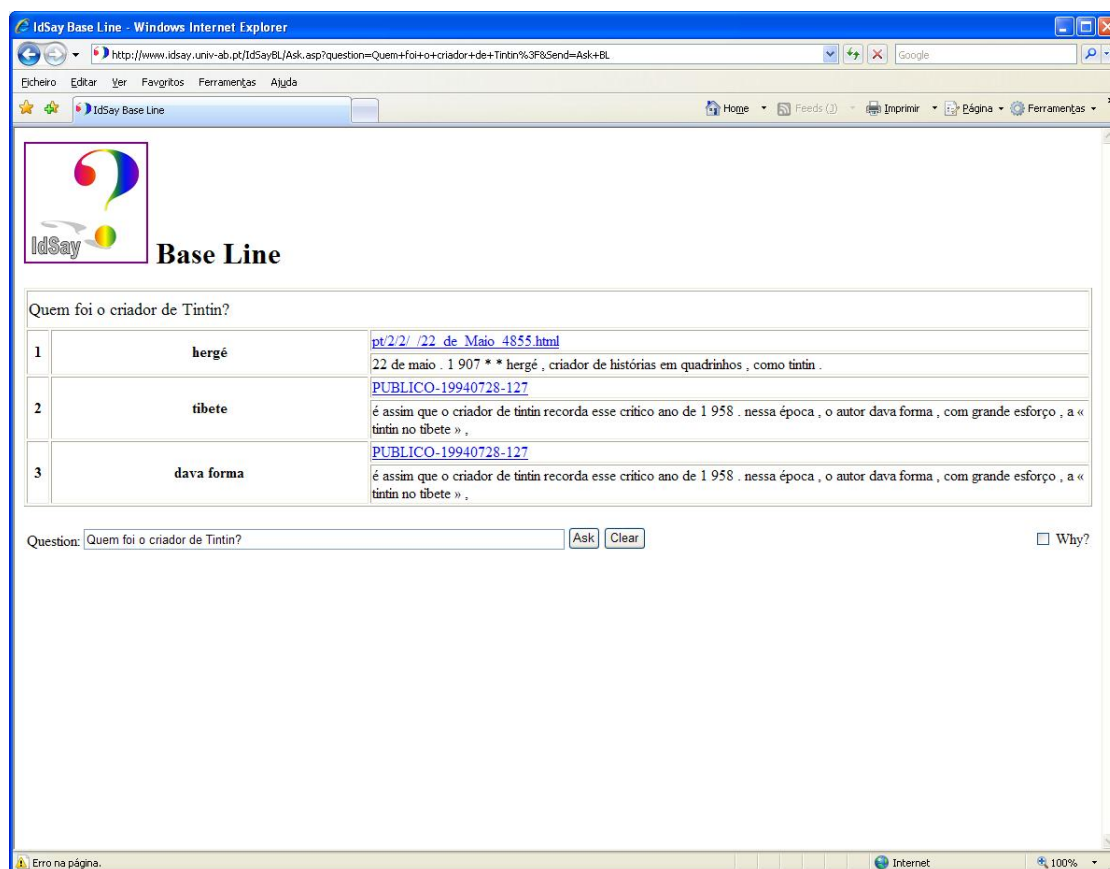 IdSay Base Line - Windows Internet Explorer
http://www.idsay.univ-ab.pt/IdSayBL/Ask.asp?question=Quem+foi+o+criador+de+Tintin%3F&Send=Ask+BL
Google
Ficheiro Editar Ver Favoritos Ferramentas Ajuda
IdSay Base Line
Home Feeds (J) Imprimir Página Ferramentas
IdSay
Base Line
Quem foi o criador de Tintin?
1
hergé
pt/2/2/_/22_de_Maio_4855.html
22 de maio . 1 907 * * hergé , criador de histórias em quadrinhos , como tintin .
2
tibete
PUBLICO-19940728-127
é assim que o criador de tintin recorda esse crítico ano de 1 958 . nessa época , o autor dava forma , com grande esforço , a «
tintin no tibete » ,
3
dava forma
PUBLICO-19940728-127
é assim que o criador de tintin recorda esse crítico ano de 1 958 . nessa época , o autor dava forma , com grande esforço , a «
tintin no tibete » ,
Question: Quem foi o criador de Tintin? Ask Clear Why?
Erro na página. Internet 100%